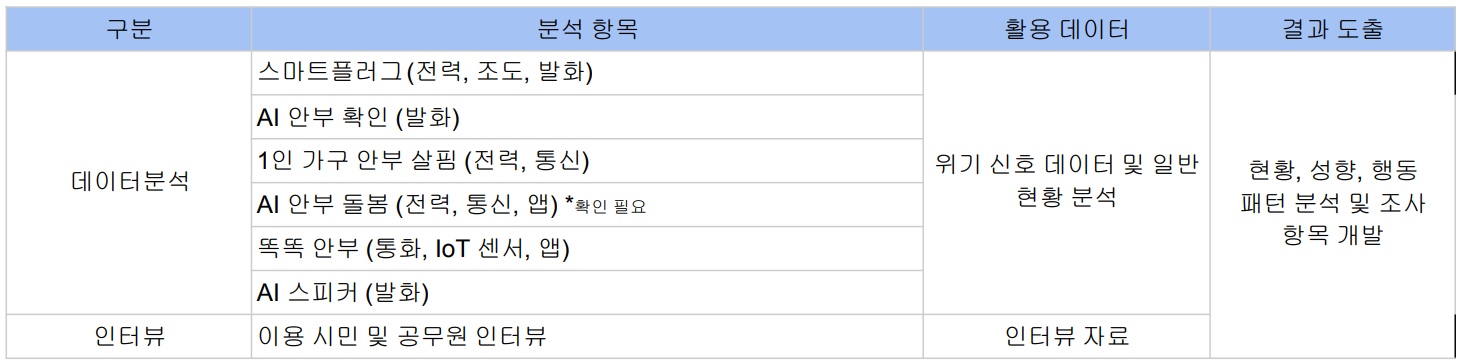 구분 분석 항목 활용 데이터 결과 도출
스마트플러그 (전력, 조도, 발화)
AI 안부 확인 (발화)
1인 가구 안부 살핌 (전력, 통신)
데이터분석
AI 안부 돌봄 (전력, 통신, 앱) *확인 필요
똑똑 안부 (통화, IoT 센서, 앱)
AI 스피커 (발화)
위기 신호 데이터 및 일반
현황 분석
현황, 성향, 행동
패턴 분석 및 조사
항목 개발
인터뷰 이용 시민 및 공무원 인터뷰 인터뷰 자료